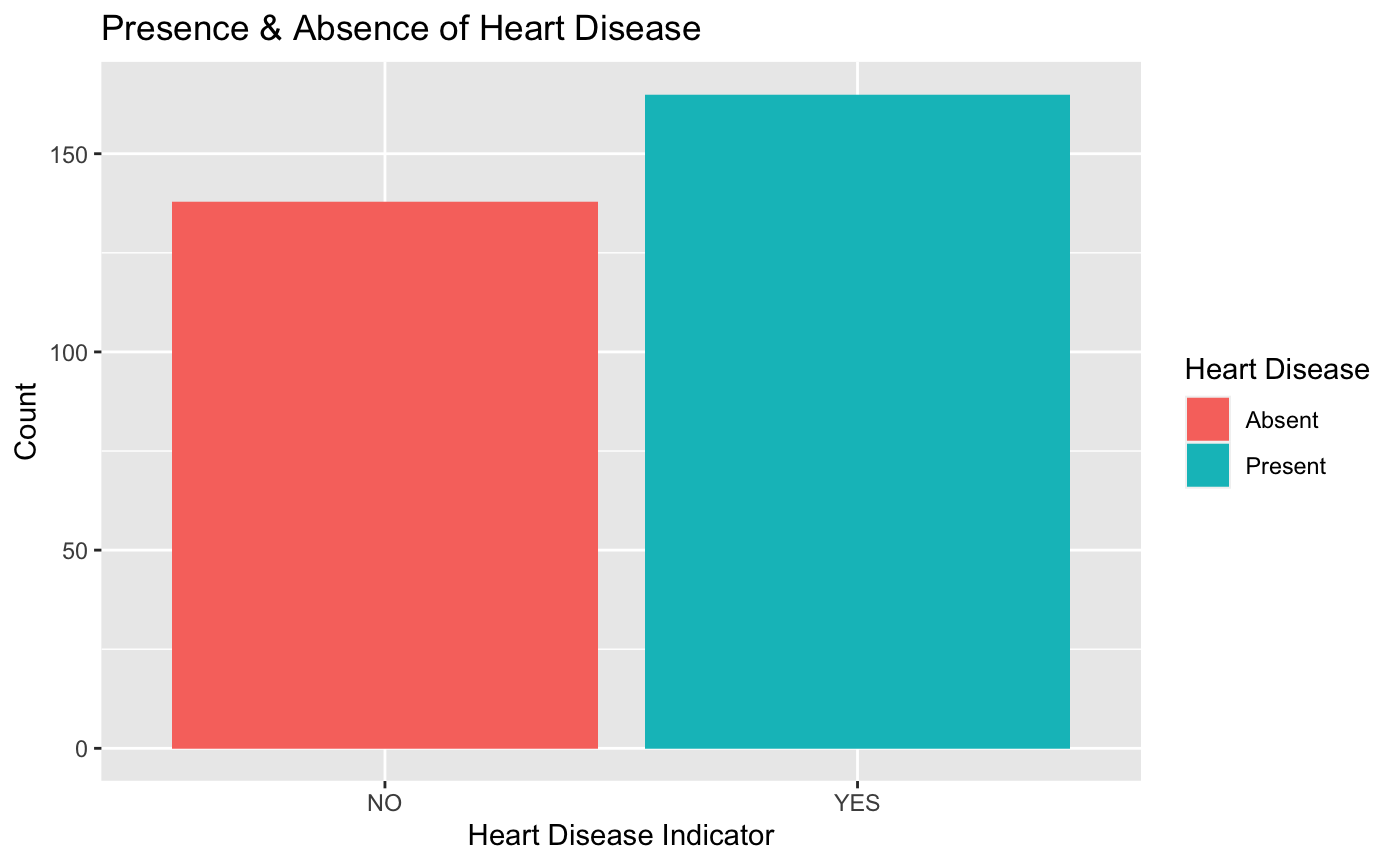 Presence & Absence of Heart Disease
150
100
50
0
Count
NO
YES
Heart Disease Indicator
Heart Disease
Absent
Present